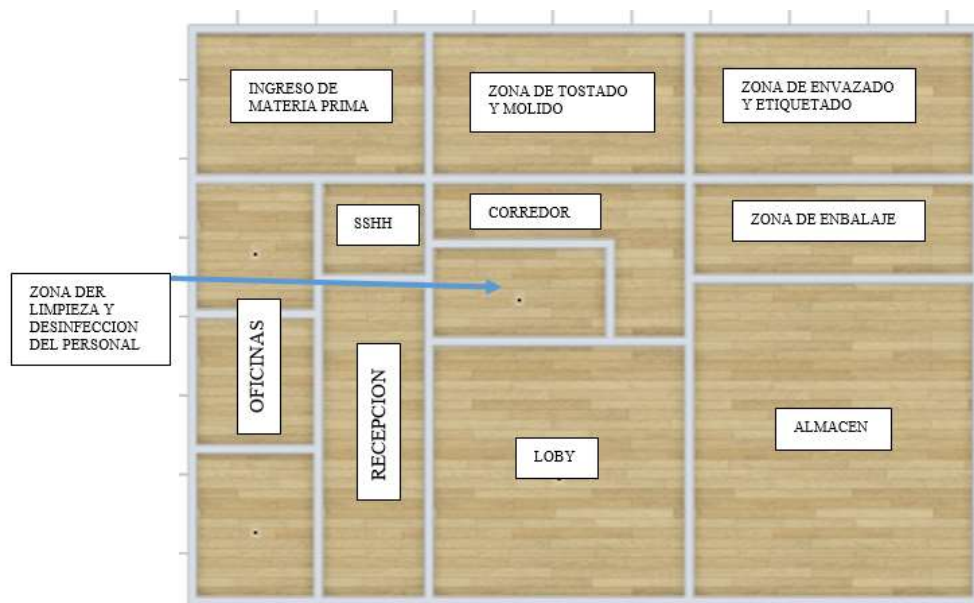 INGRESO DE
MATERIA PRIMA
ZONA DE TOSTADO
Y MOLIDO
ZONA DE ENVAZADO
Y ETIQUETADO
SSHH
CORREDOR
ZONA DE ENBALAJE
ZONA DER
LIMPIEZA Y
DESINFECCION
DEL PERSONAL
OFICINAS
RECEPCION
LOBY
ALMACEN